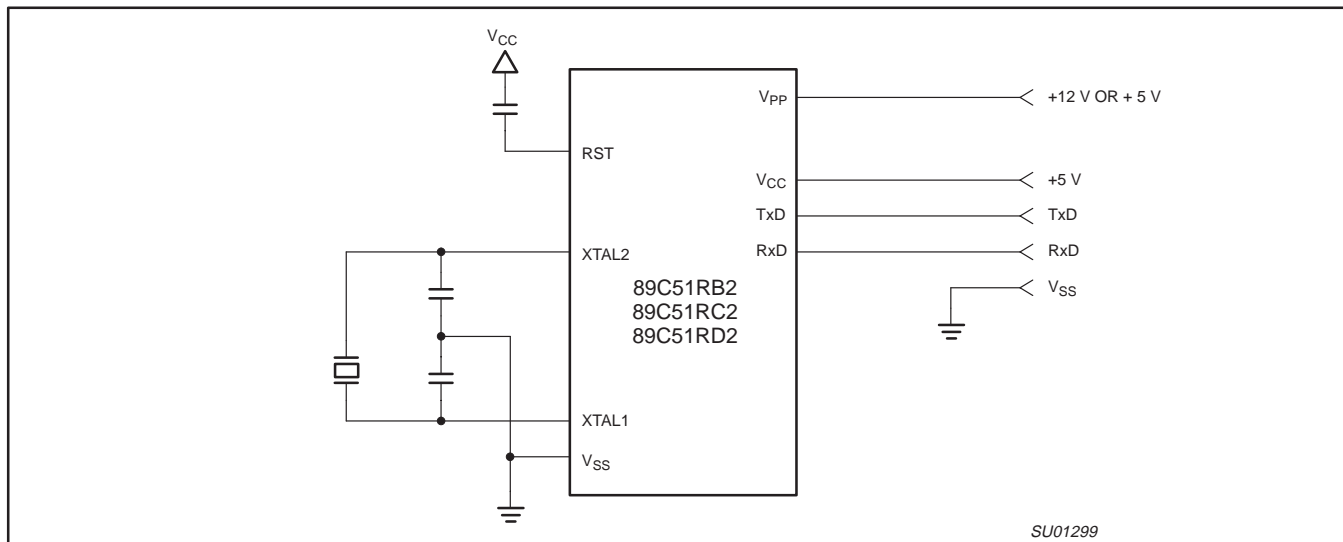 VCC
VPP
+12 V OR + 5 V
RST
VCC
+5 V
TxD
TxD
XTAL2
RxD
RxD
89C51RB2
89C51RC2
89C51RD2
VSS
XTAL1
VSS
SU01299